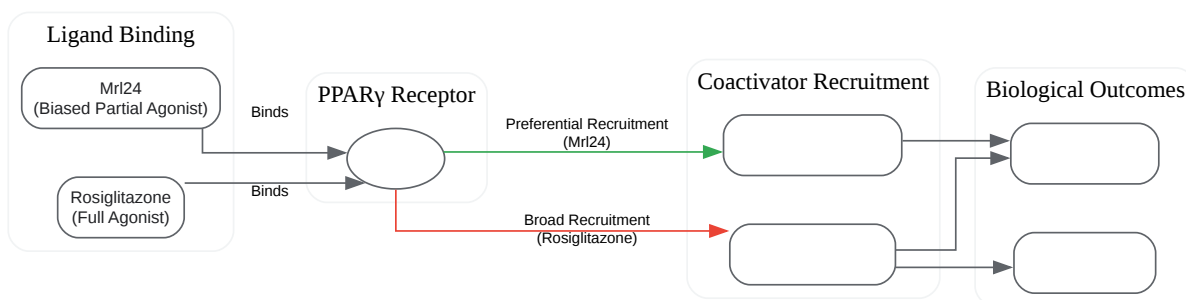 Ligand Binding
Mrl24
(Biased Partial Agonist)
Rosiglitazone
(Full Agonist)
Binds
Binds
PPARγ Receptor
Preferential Recruitment
(Mrl24)
Broad Recruitment
(Rosiglitazone)
Coactivator Recruitment
Biological Outcomes